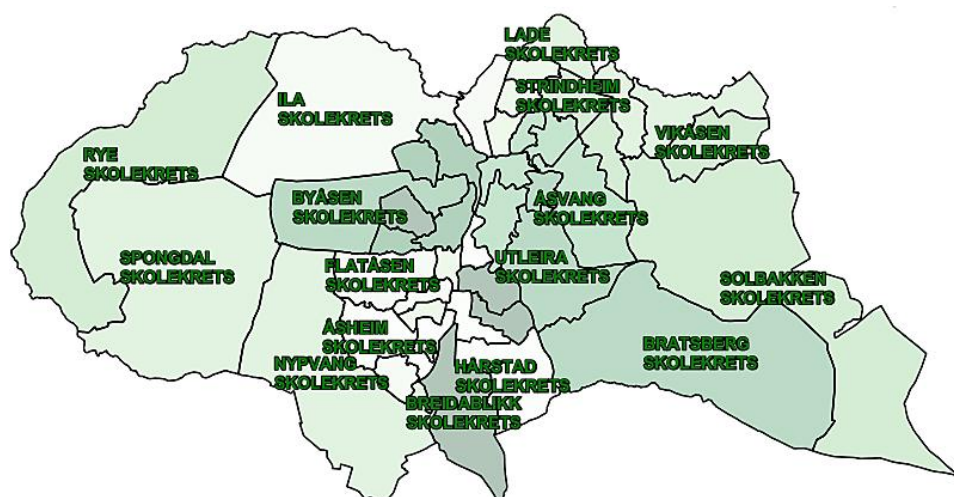 LADE
SKOLEKRETS
STRINDHEIM
SKOLEKRETS
ILA
SKOLEKRETS
VIKÅSEN
SKOLEKRETS
RYE
SKOLEKRETS
BYÅSEN
SKOLEKRETS
ÅSVANG
SKOLEKRETS
SPONGDAL
SKOLEKRETS
FLATÅSEN
SKOLEKRETS
UTLEIRA
SKOLEKRETS
SOLBAKKEN
SKOLEKRETS
ÅSHEIM
SKOLEKRETS
BRATSBERG
SKOLEKRETS
NYPVANG
SKOLEKRETS
HÅRSTAD
SKOLEKRETS
BREIDABLIKK
SKOLEKRETS